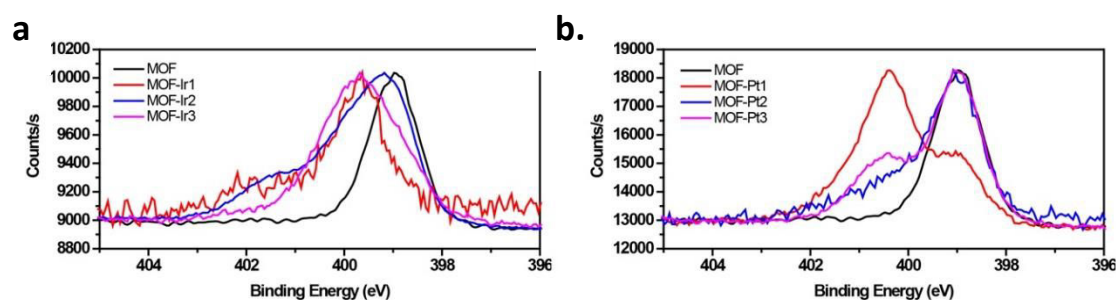 a
10200
10000
9800
9600
9400
9200
9000
8800
Counts/s
MOF
MOF-Ir1
MOF-Ir2
MOF-Ir3
404 402 400 398 396
Binding Energy (eV)
b.
19000
18000
17000
16000
15000
14000
13000
12000
Counts/s
MOF
MOF-Pt1
MOF-Pt2
MOF-Pt3
404 402 400 398 396
Binding Energy (eV)